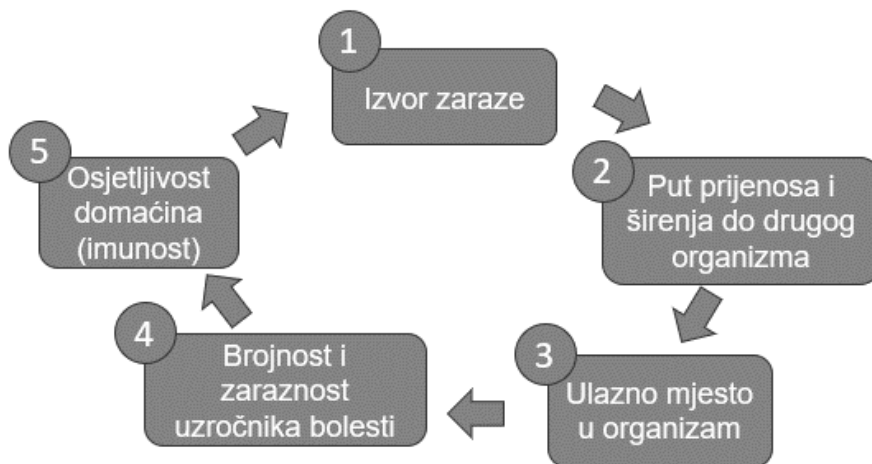 1
Izvor zaraze
2
Put prijenosa i
širenja do drugog
organizma
3
Ulazno mjesto
u organizam
4
Brojnost i
zaraznost
uzročnika bolesti
5
Osjetljivost
domaćina
(imunost)